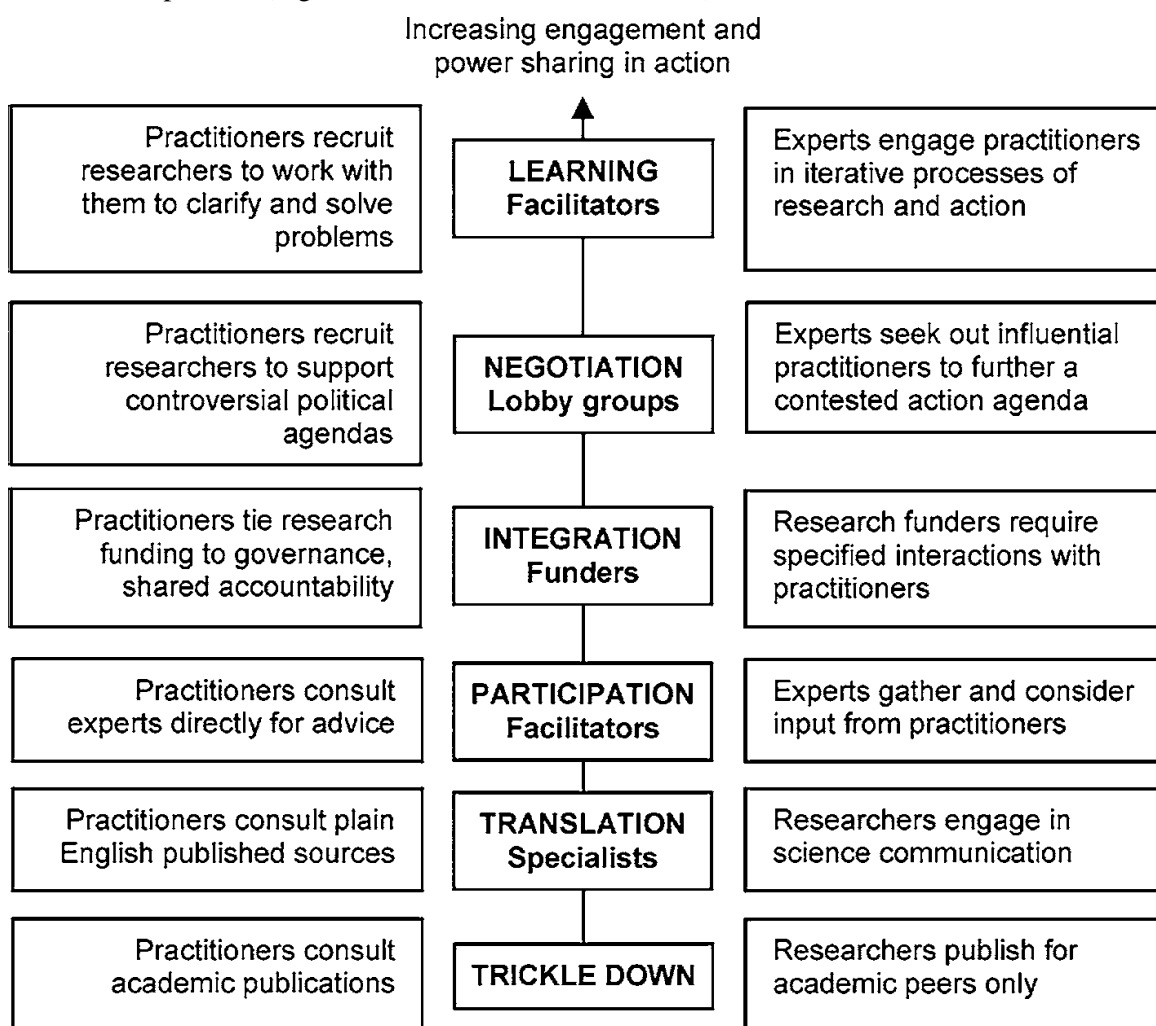 Increasing engagement and
power sharing in action
Practitioners recruit
researchers to work with
them to clarify and solve
problems
LEARNING
Facilitators
Experts engage practitioners
in iterative processes of
research and action
Practitioners recruit
researchers to support
controversial political
agendas
NEGOTIATION
Lobby groups
Experts seek out influential
practitioners to further a
contested action agenda
Practitioners tie research
funding to governance,
shared accountability
INTEGRATION
Funders
Research funders require
specified interactions with
practitioners
Practitioners consult
experts directly for advice
PARTICIPATION
Facilitators
Experts gather and consider
input from practitioners
Practitioners consult plain
English published sources
TRANSLATION
Specialists
Researchers engage in
science communication
Practitioners consult
academic publications
TRICKLE DOWN
Researchers publish for
academic peers only